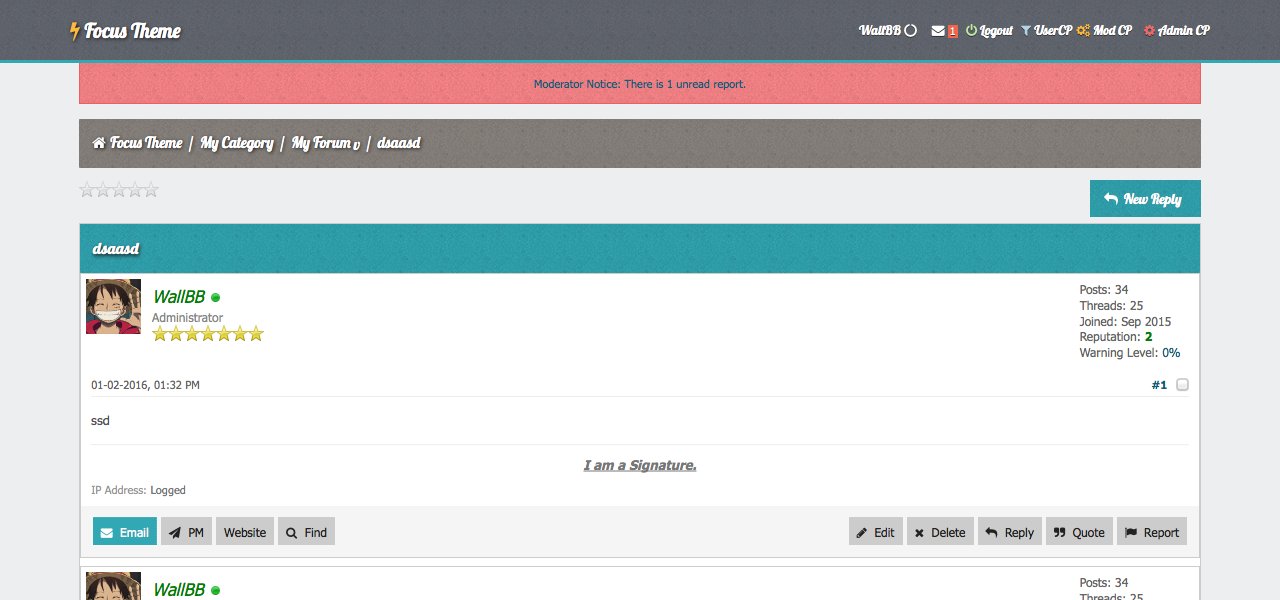 Focus Theme
WallBB 1 Logout UserCP Mod CP Admin CP
Moderator Notice: There is 1 unread report.
Focus Theme / My Category / My Forum / dsaasd
New Reply
dsaasd
WallBB
Administrator
Posts: 34
Threads: 25
Joined: Sep 2015
Reputation: 2
Warning Level: 0%
01-02-2016, 01:32 PM #1
ssd
I am a Signature.
IP Address: Logged
Email PM Website Find Edit Delete Reply Quote Report
WallBB
Posts: 34
Threads: 25